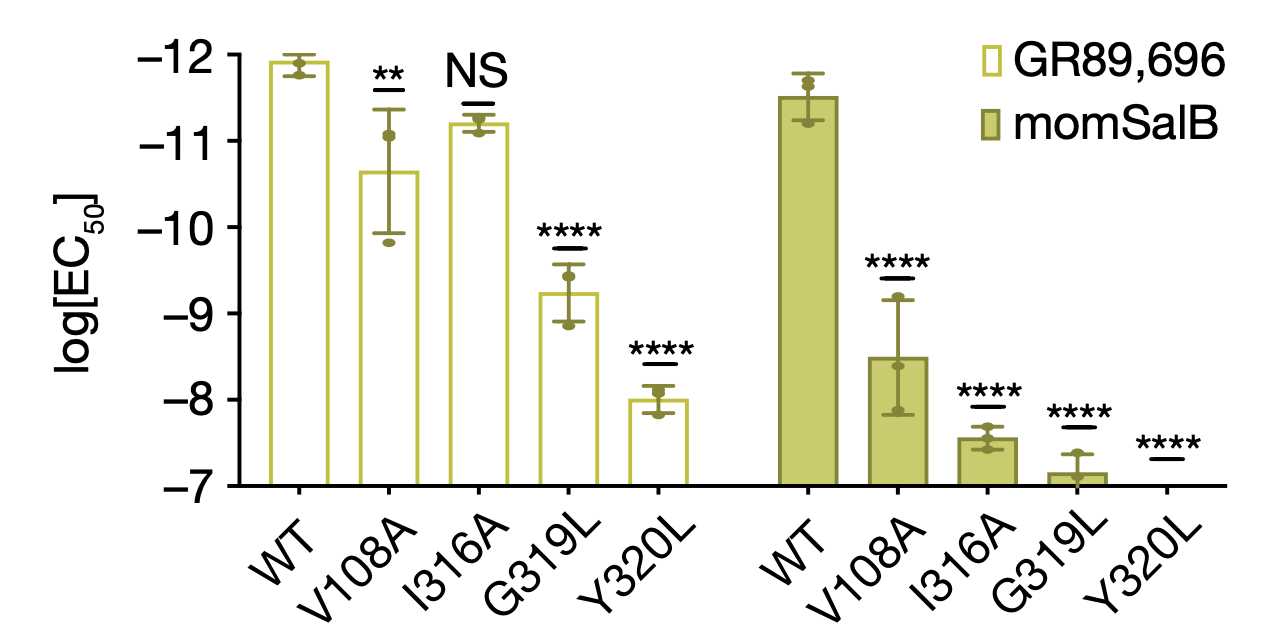 GR89,696
momSalB
log[EC50]
−12
−11
−10
−9
−8
−7
**
NS
****
****
****
****
****
****
WT
V108A
I316A
G319L
Y320L
WT
V108A
I316A
G319L
Y320L